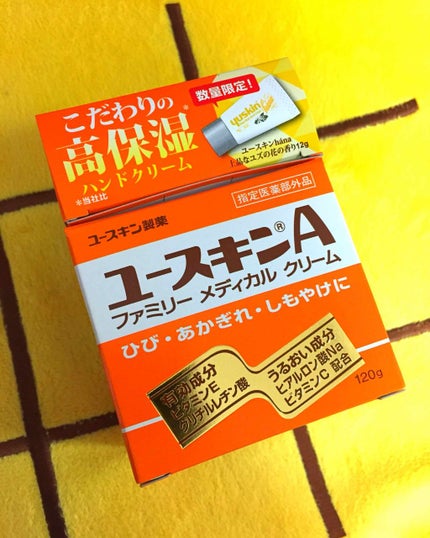 こだわりの
高保湿*
ハンドクリーム
*当社比
数量限定!
yuskin
ユースキンhána
上品なユズの花の香り12g
指定医薬部外品
ユースキン製薬
ユースキン®A
ファミリー メディカル クリーム
ひび・あかぎれ・しもやけに
有効成分
ビタミンE
グリチルレチン酸
うるおい成分
ヒアルロン酸Na
ビタミンC 配合
120g